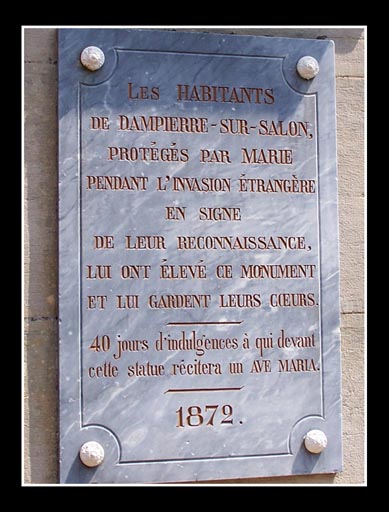 LES HABITANTS
DE DAMPIERRE-SUR-SALON,
PROTÉGÉS PAR MARIE
PENDANT L'INVASION ÉTRANGÈRE
EN SIGNE
DE LEUR RECONNAISSANCE,
LUI ONT ÉLEVÉ CE MONUMENT
ET LUI GARDENT LEURS CŒURS.
40 jours d'indulgences à qui devant
cette statue récitera un AVE MARIA.
1872.